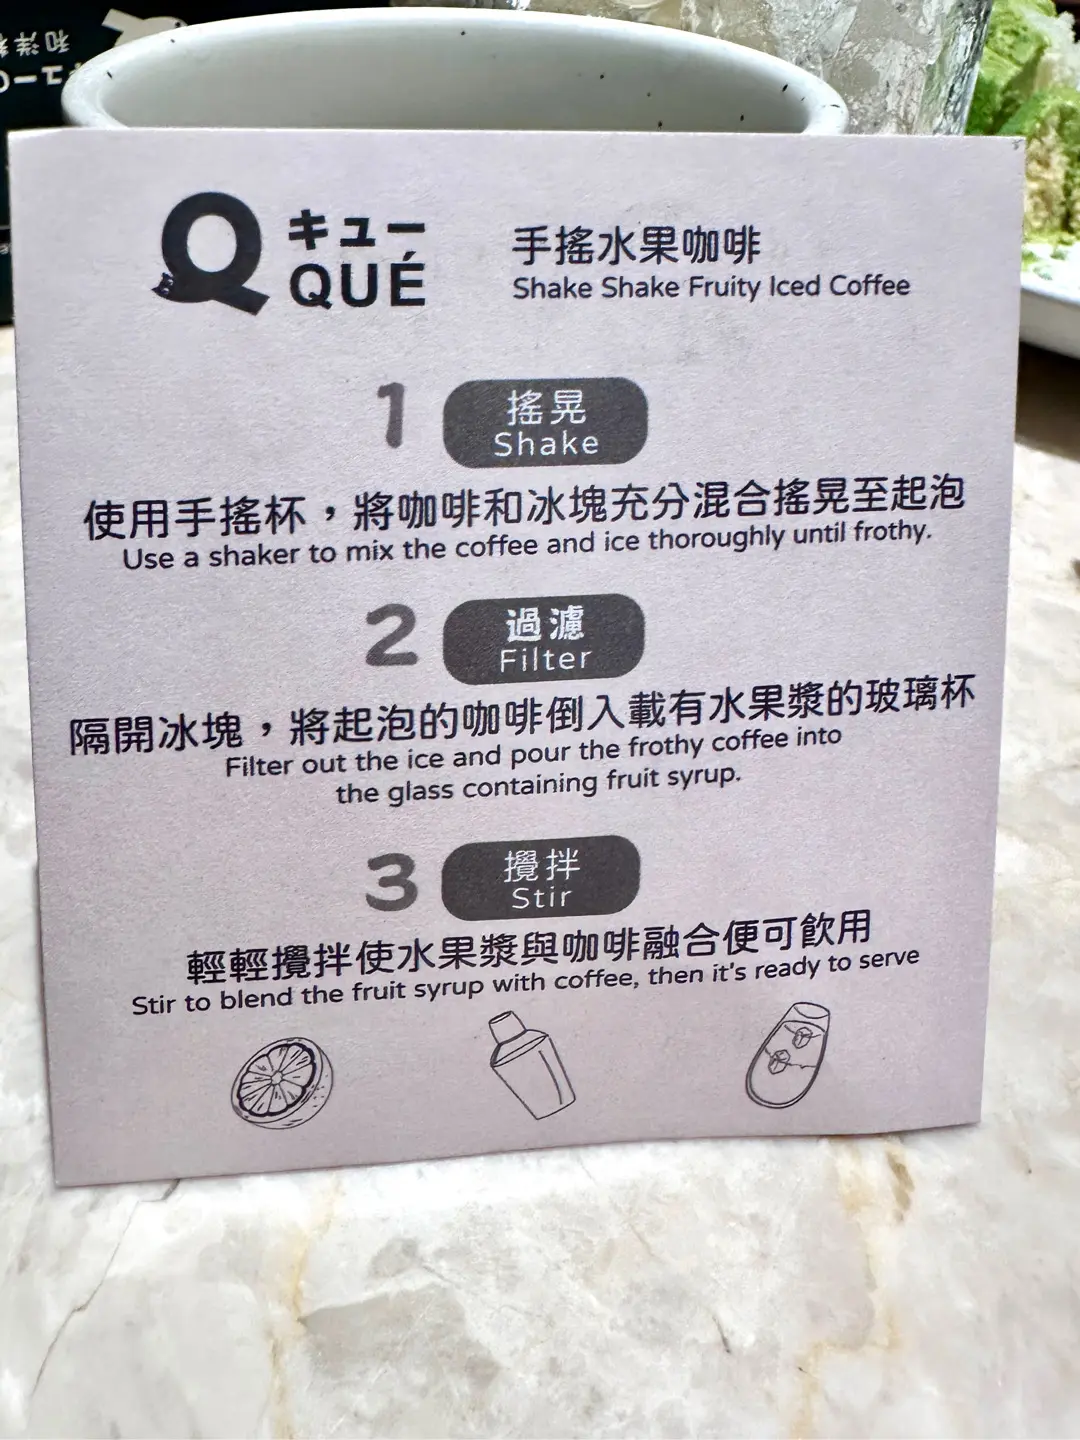 和洋
キュー
QUÉ
手搖水果咖啡
Shake Shake Fruity Iced Coffee
1
搖晃
Shake
使用手搖杯，將咖啡和冰塊充分混合搖晃至起泡
Use a shaker to mix the coffee and ice thoroughly until frothy.
2
過濾
Filter
隔開冰塊，將起泡的咖啡倒入載有水果漿的玻璃杯
Filter out the ice and pour the frothy coffee into
the glass containing fruit syrup.
3
攪拌
Stir
輕輕攪拌使水果漿與咖啡融合便可飲用
Stir to blend the fruit syrup with coffee, then it's ready to serve